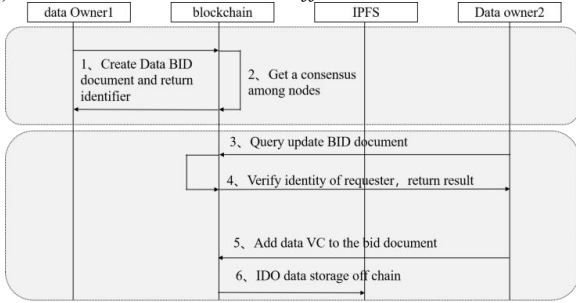 data Owner1
blockchain
IPFS
Data owner2
1、Create Data BID
document and return
identifier
2、Get a consensus
among nodes
3、Query update BID document
4、Verify identity of requester，return result
5、Add data VC to the bid document
6、IDO data storage off chain